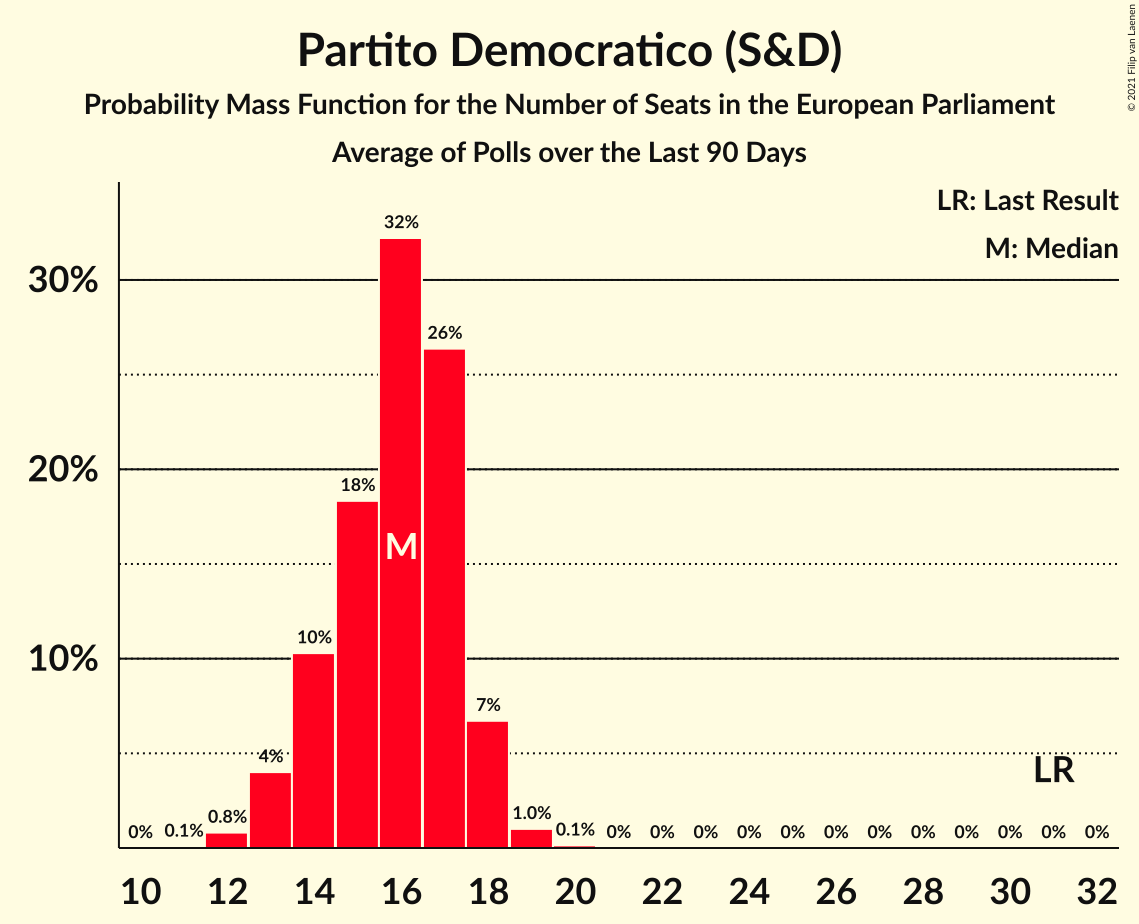 Partito Democratico (S&D)
Probability Mass Function for the Number of Seats in the European Parliament
Average of Polls over the Last 90 Days
© 2021 Filip van Laenen
LR: Last Result
M: Median
32%
30%
26%
20%
18%
M
10%
10%
7%
4%
LR
0% 0.1% 0.8% 1.0% 0.1% 0% 0% 0% 0% 0% 0% 0% 0% 0% 0% 0% 0%
10 12 14 16 18 20 22 24 26 28 30 32